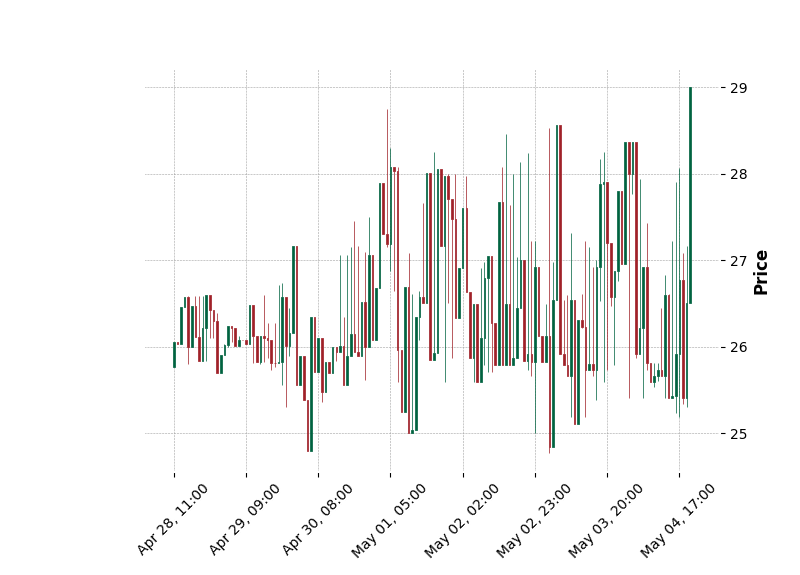 29
28
27
26
25
Price
Apr 28, 11:00
Apr 29, 09:00
Apr 30, 08:00
May 01, 05:00
May 02, 02:00
May 02, 23:00
May 03, 20:00
May 04, 17:00